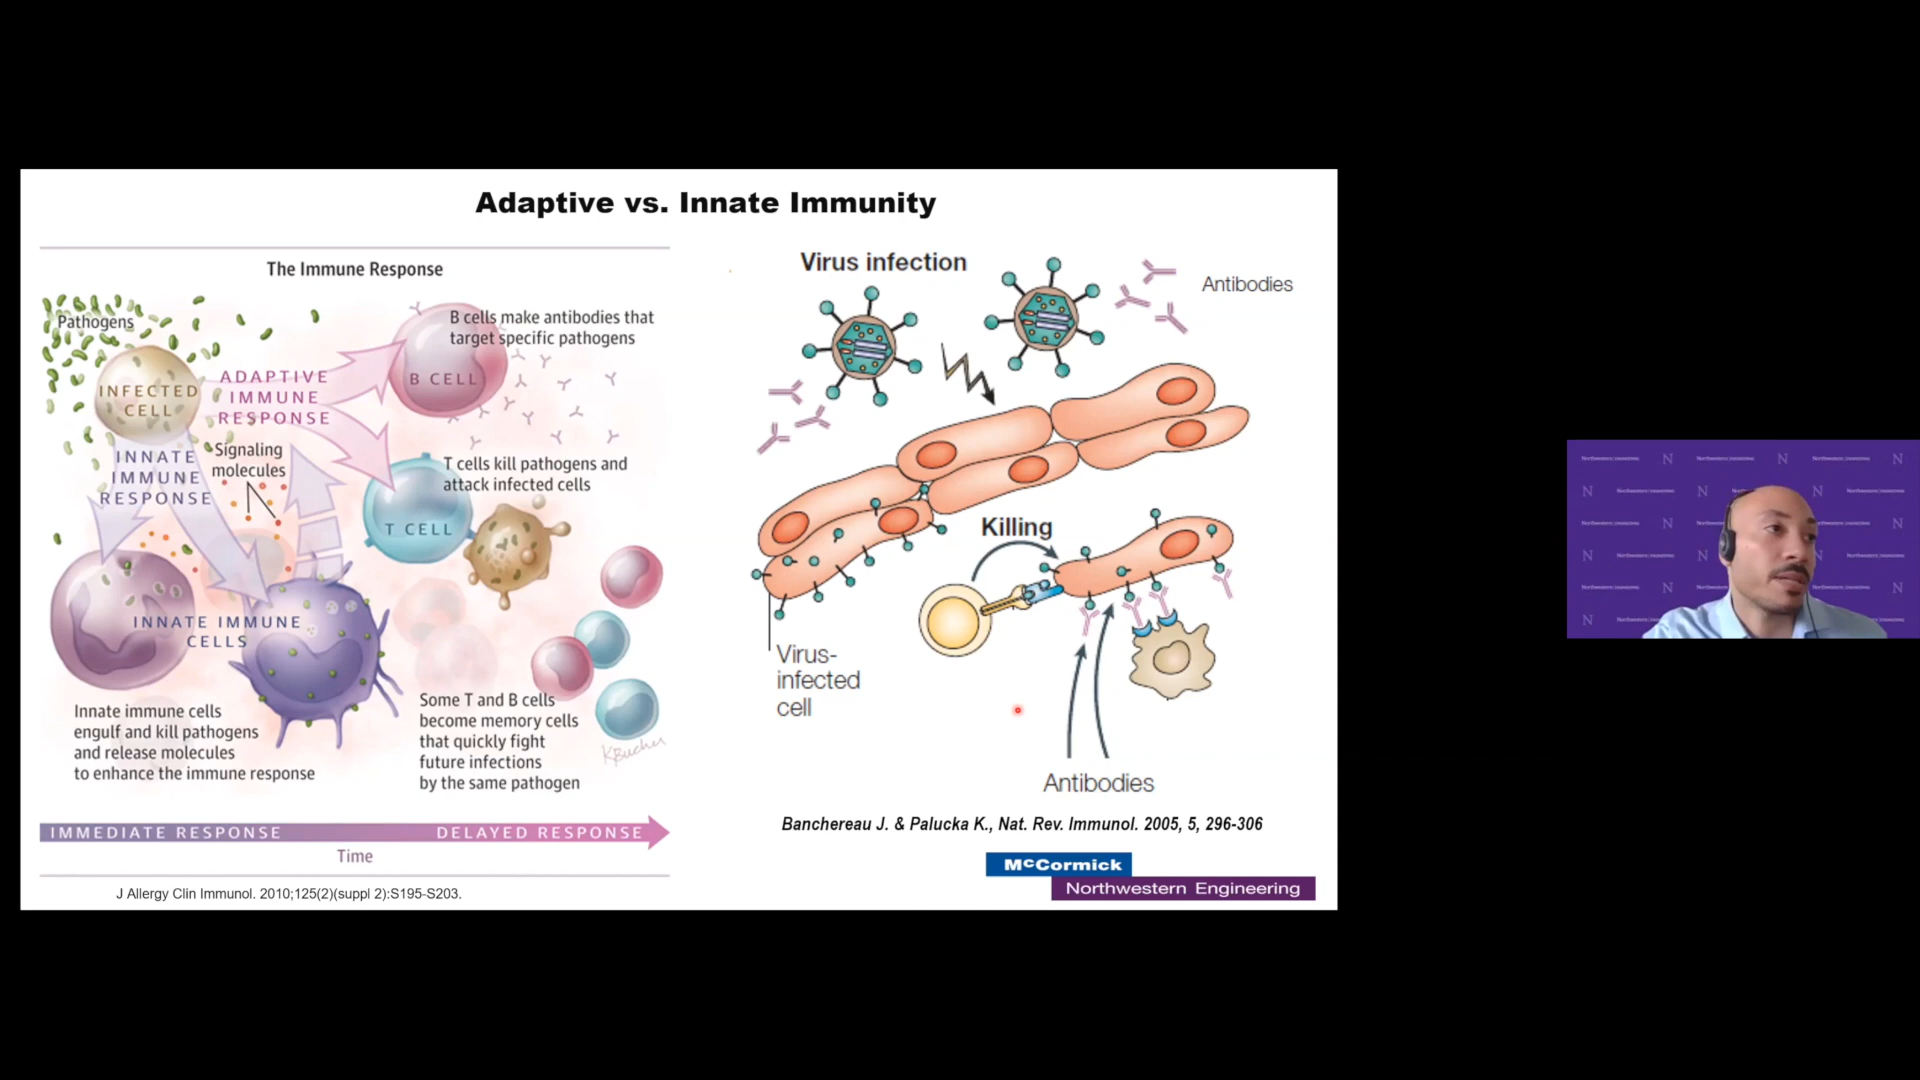 Adaptive vs. Innate Immunity
The Immune Response
Pathogens
INFECTED
CELL
ADAPTIVE
IMMUNE
RESPONSE
B cells make antibodies that
target specific pathogens
B CELL
INNATE
IMMUNE
RESPONSE
Signaling
molecules
T cells kill pathogens and
attack infected cells
T CELL
INNATE IMMUNE
CELLS
Innate immune cells
engulf and kill pathogens
and release molecules
to enhance the immune response
Some T and B cells
become memory cells
that quickly fight
future infections
by the same pathogen
KBucher
IMMEDIATE RESPONSE
DELAYED RESPONSE
Time
J Allergy Clin Immunol. 2010;125(2)(suppl 2):S195-S203.
Virus infection
Antibodies
Killing
Virus-
infected
cell
Antibodies
Banchereau J. & Palucka K., Nat. Rev. Immunol. 2005, 5, 296-306
McCormick
Northwestern Engineering